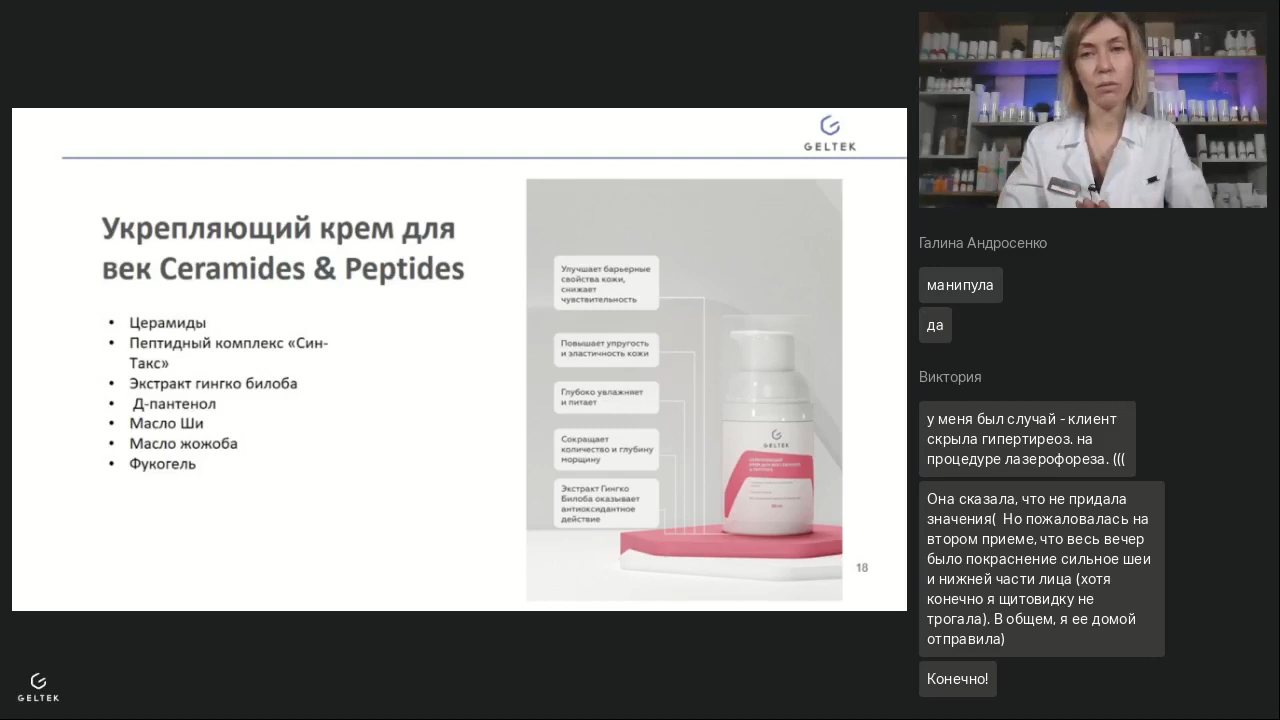 GELTEK
Укрепляющий крем для
век Ceramides & Peptides
• Церамиды
• Пептидный комплекс «Син-
Такс»
• Экстракт гингко билоба
• Д-пантенол
• Масло Ши
• Масло жожоба
• Фукогель
Улучшает барьерные
свойства кожи,
снижает
чувствительность
Повышает упругость
и эластичность кожи
Глубоко увлажняет
и питает
Сокращает
количество и глубину
морщину
Экстракт Гингко
Билоба оказывает
антиоксидантное
действие
GELTEK
18
GELTEK
Галина Андросенко
манипула
да
Виктория
у меня был случай - клиент
скрыла гипертиреоз. на
процедуре лазерофореза. (((
Она сказала, что не придала
значения( Но пожаловалась на
втором приеме, что весь вечер
было покраснение сильное шеи
и нижней части лица (хотя
конечно я щитовидку не
трогала). В общем, я ее домой
отправила)
Конечно!